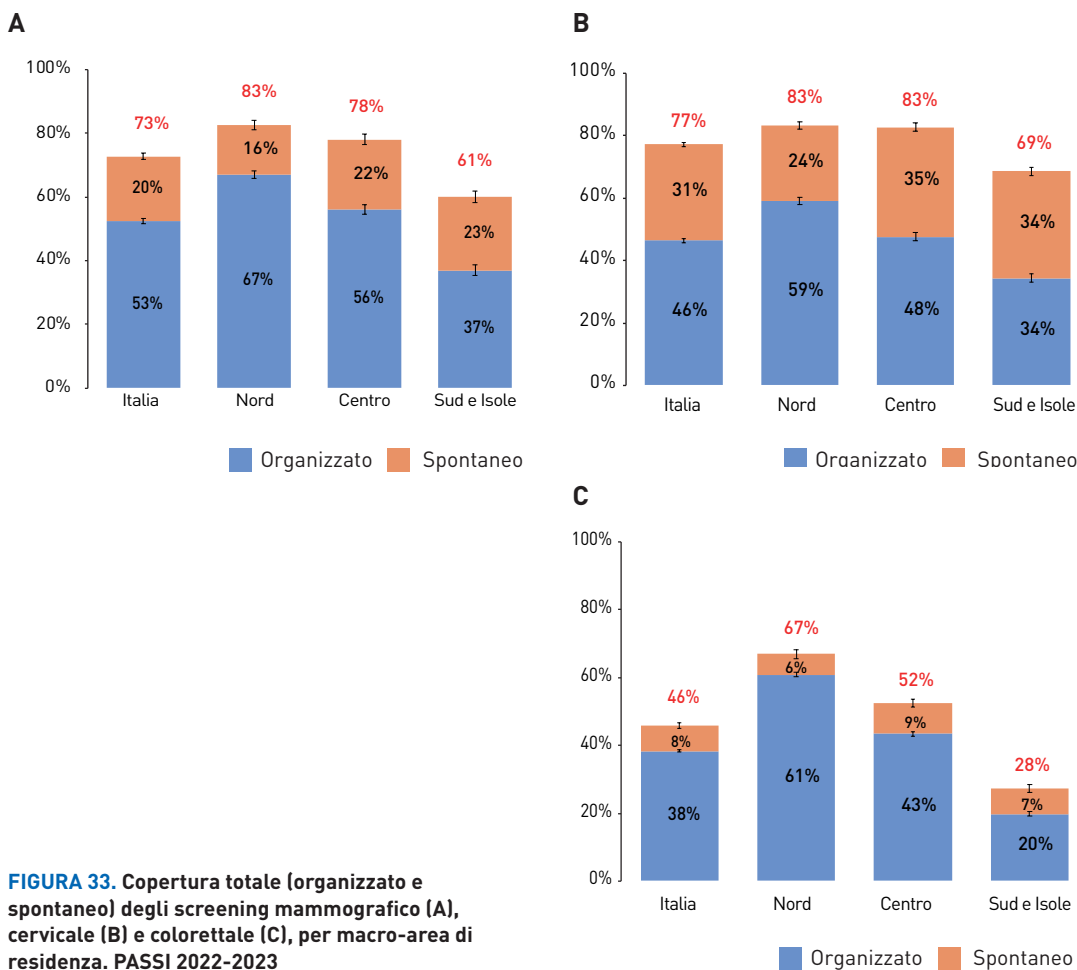 A
100%
80%
60%
40%
20%
0%
73%
83%
78%
61%
20%
16%
22%
23%
53%
67%
56%
37%
Italia
Nord
Centro
Sud e Isole
Organizzato
Spontaneo
B
100%
80%
60%
40%
20%
0%
77%
83%
83%
69%
31%
24%
35%
34%
46%
59%
48%
34%
Italia
Nord
Centro
Sud e Isole
Organizzato
Spontaneo
C
100%
80%
60%
40%
20%
0%
46%
67%
52%
28%
8%
6%
9%
7%
38%
61%
43%
20%
Italia
Nord
Centro
Sud e Isole
Organizzato
Spontaneo
FIGURA 33. Copertura totale (organizzato e
spontaneo) degli screening mammografico (A),
cervicale (B) e colorettale (C), per macro-area di
residenza. PASSI 2022-2023